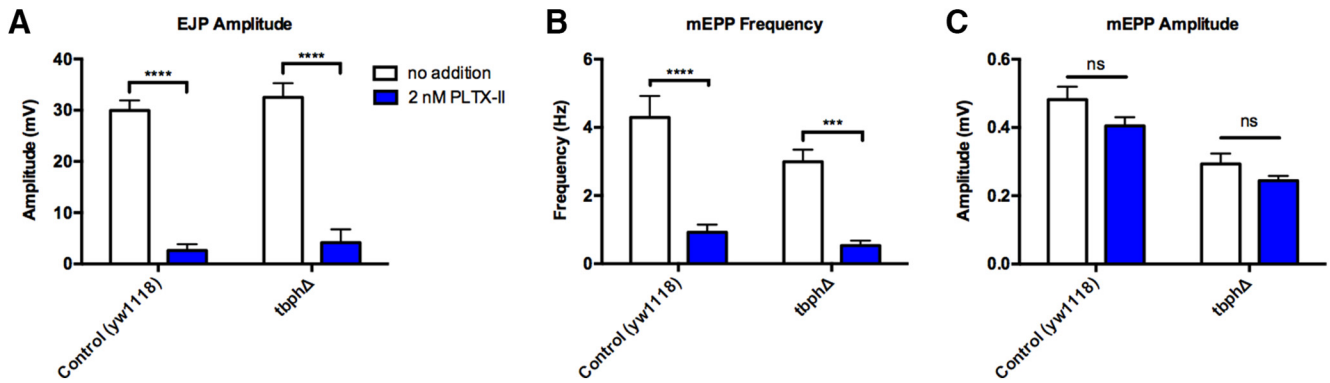 A
EJP Amplitude
Amplitude (mV)
40
30
20
10
0
****
****
no addition
2 nM PLTX-II
Control (yw1118)
tbphΔ
B
mEPP Frequency
Frequency (Hz)
6
4
2
0
****
***
Control (yw1118)
tbphΔ
C
mEPP Amplitude
Amplitude (mV)
0.6
0.4
0.2
0.0
ns
ns
Control (yw1118)
tbphΔ